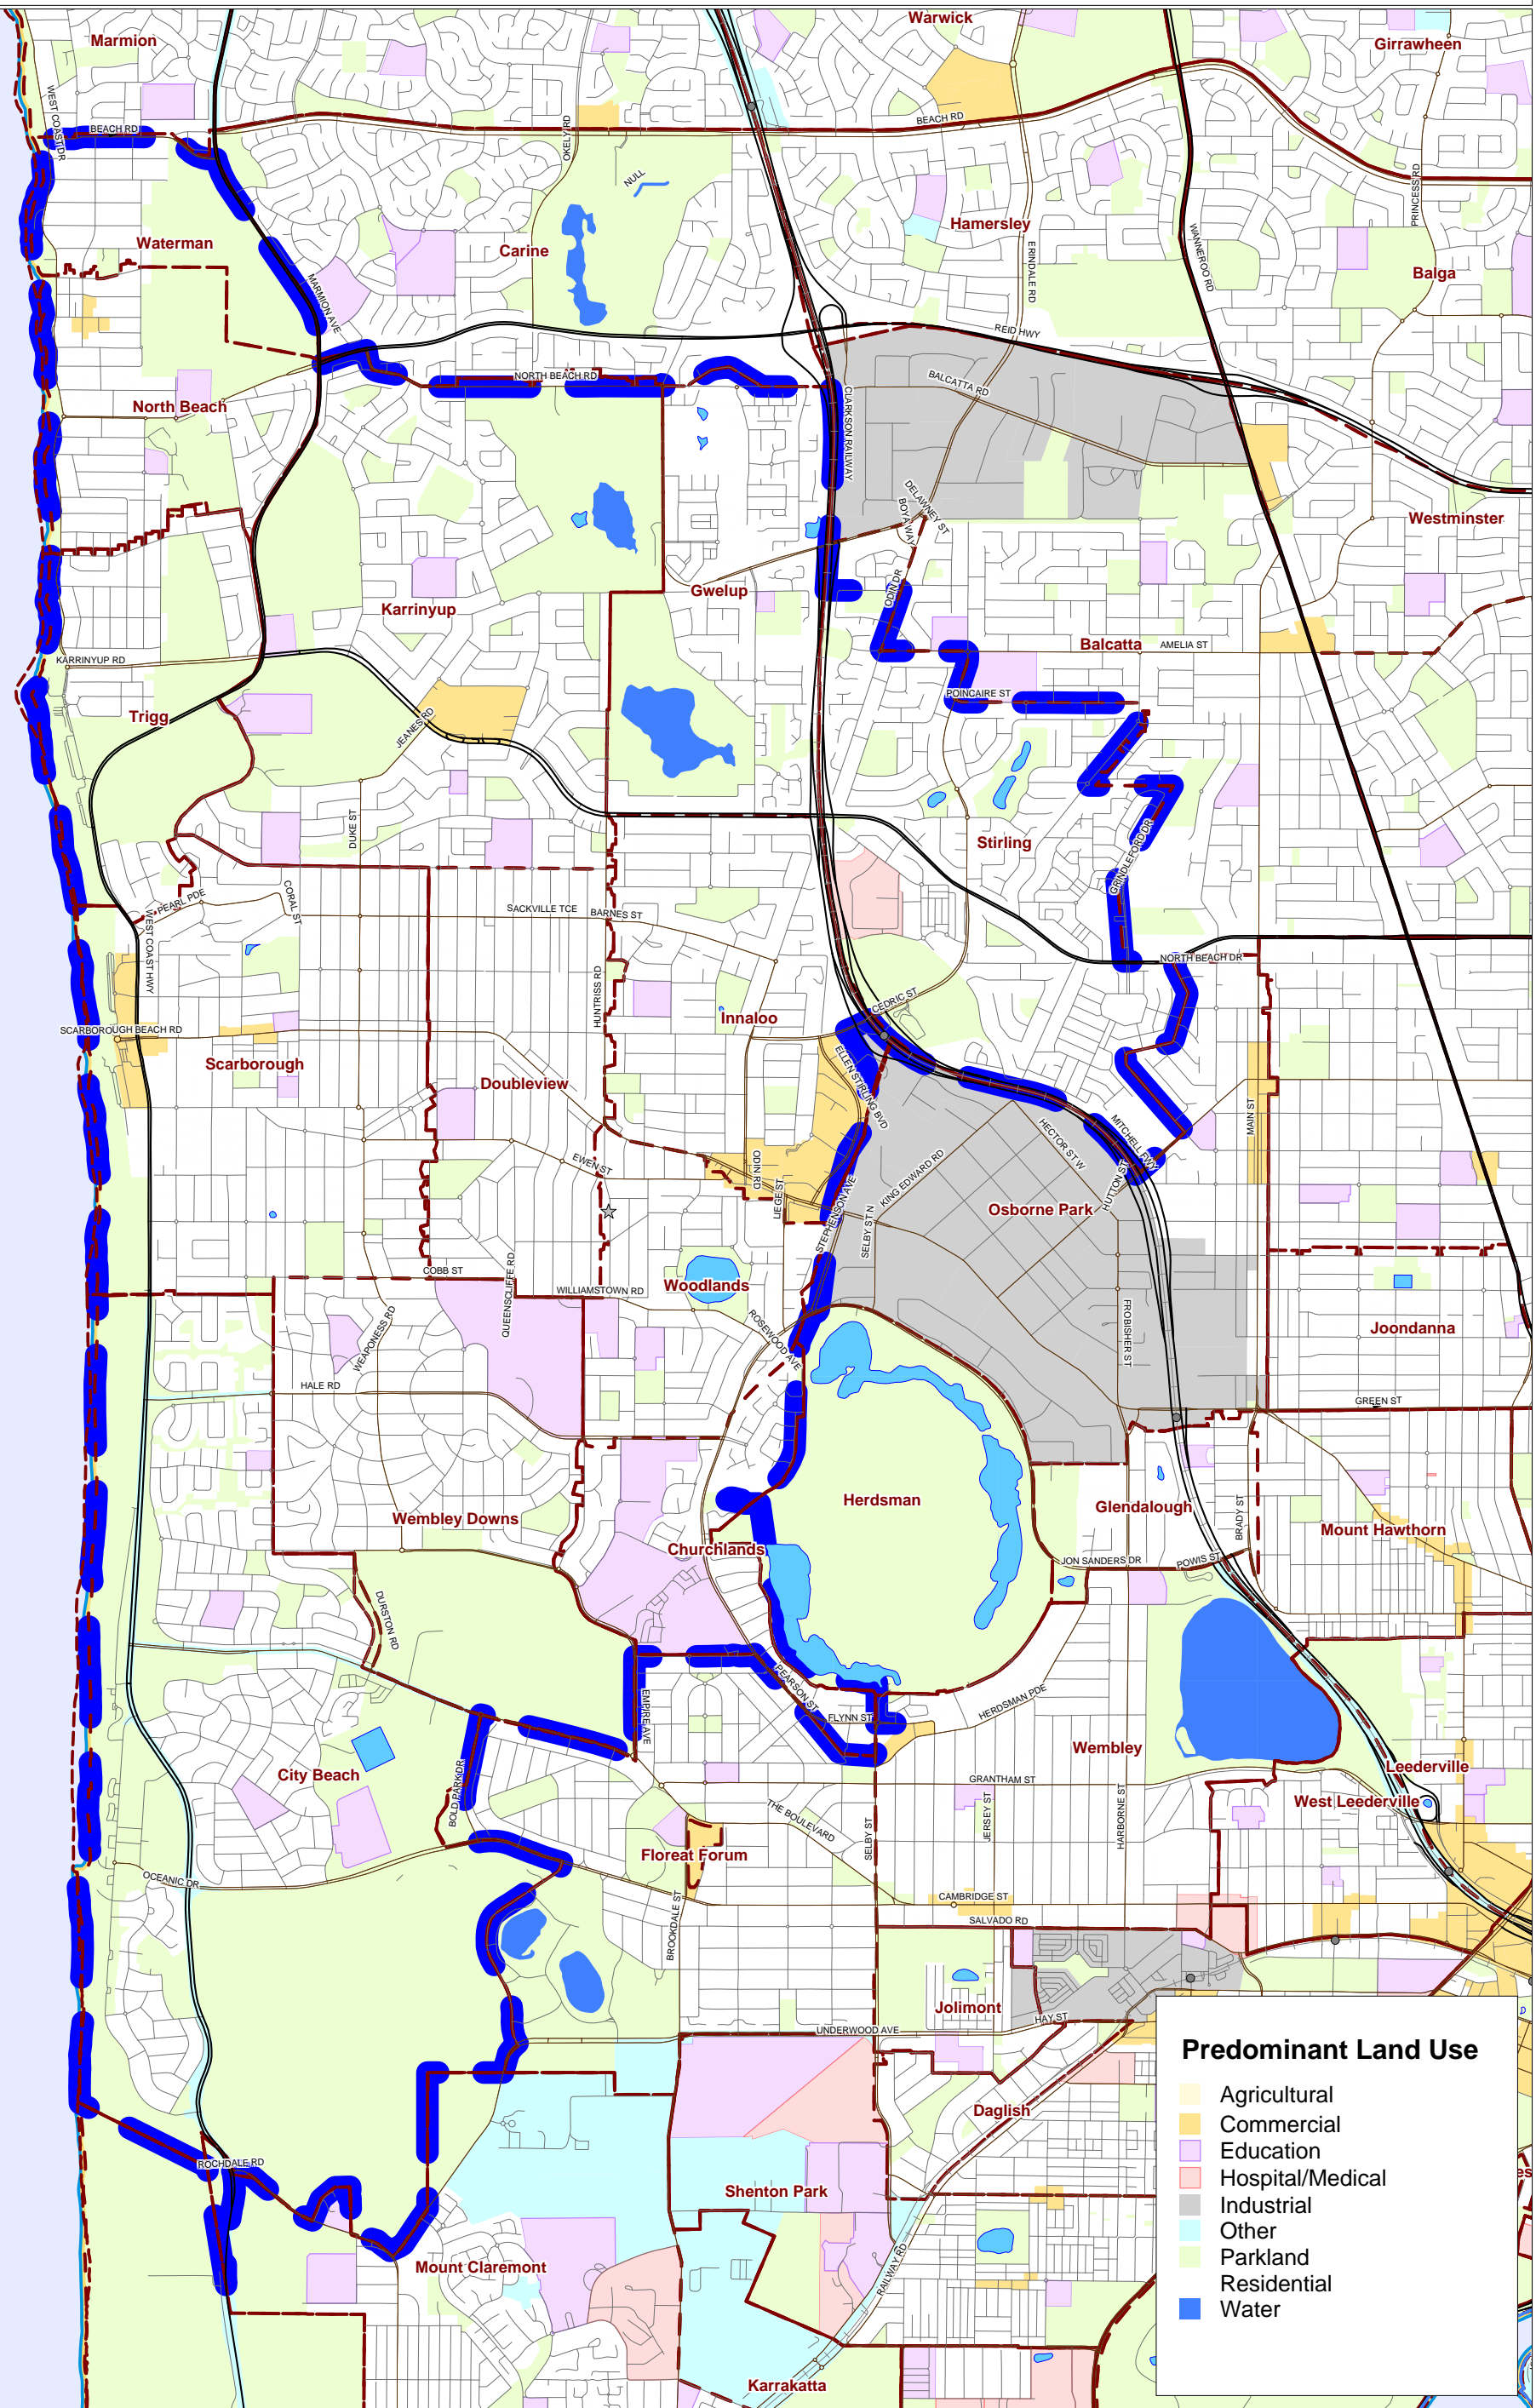 Warwick
Marmion
Girrawheen
WEST COAST DR
BEACH RD
OKELY RD
BEACH RD
NULL
PRINCESS RD
Hamersley
Waterman
Carine
ERINDALE RD
WANNEROO RD
Balga
MARMION AVE
REID HWY
NORTH BEACH RD
BALCATTA RD
North Beach
CLARKSON RAILWAY
DELAWNEY ST
BOYA WAY
Westminster
ODIN DR
Gwelup
Karrinyup
Balcatta
AMELIA ST
KARRINYUP RD
POINCAIRE ST
Trigg
JEANES RD
DUKE ST
Stirling
GRINDLEFORD DR
PEARL PDE
CORAL ST
SACKVILLE TCE
BARNES ST
WEST COAST HWY
NORTH BEACH DR
HUNTRISS RD
CEDRIC ST
Innaloo
SCARBOROUGH BEACH RD
Scarborough
Doubleview
ELLEN STIRLING BVD
MAIN ST
HECTOR ST W
MITCHELL FWY
EWEN ST
ODIN RD
KING EDWARD RD
HUTTON ST
LIEGE ST
STEPHENSON AVE
SELBY ST N
Osborne Park
COBB ST
QUEENSCLIFFE RD
WILLIAMSTOWN RD
Woodlands
WEAPONESS RD
ROSEWOOD AVE
FROBISHER ST
Joondanna
HALE RD
GREEN ST
Herdsman
Glendalough
Wembley Downs
BRADY ST
Mount Hawthorn
Churchlands
JON SANDERS DR
POWIS ST
DURSTON RD
PEARSON ST
EMPIRE AVE
FLYNN ST
HERDSMAN PDE
Wembley
City Beach
BOLD PARK DR
GRANTHAM ST
Leederville
West Leederville
THE BOULEVARD
SELBY ST
JERSEY ST
HARBORNE ST
Floreat Forum
OCEANIC DR
BROOKDALE ST
CAMBRIDGE ST
SALVADO RD
Jolimont
HAY ST
UNDERWOOD AVE
Predominant Land Use
Agricultural
Commercial
Education
Hospital/Medical
Industrial
Other
Parkland
Residential
Water
Daglish
ROCHDALE RD
Shenton Park
RAILWAY RD
Mount Claremont
Karrakatta